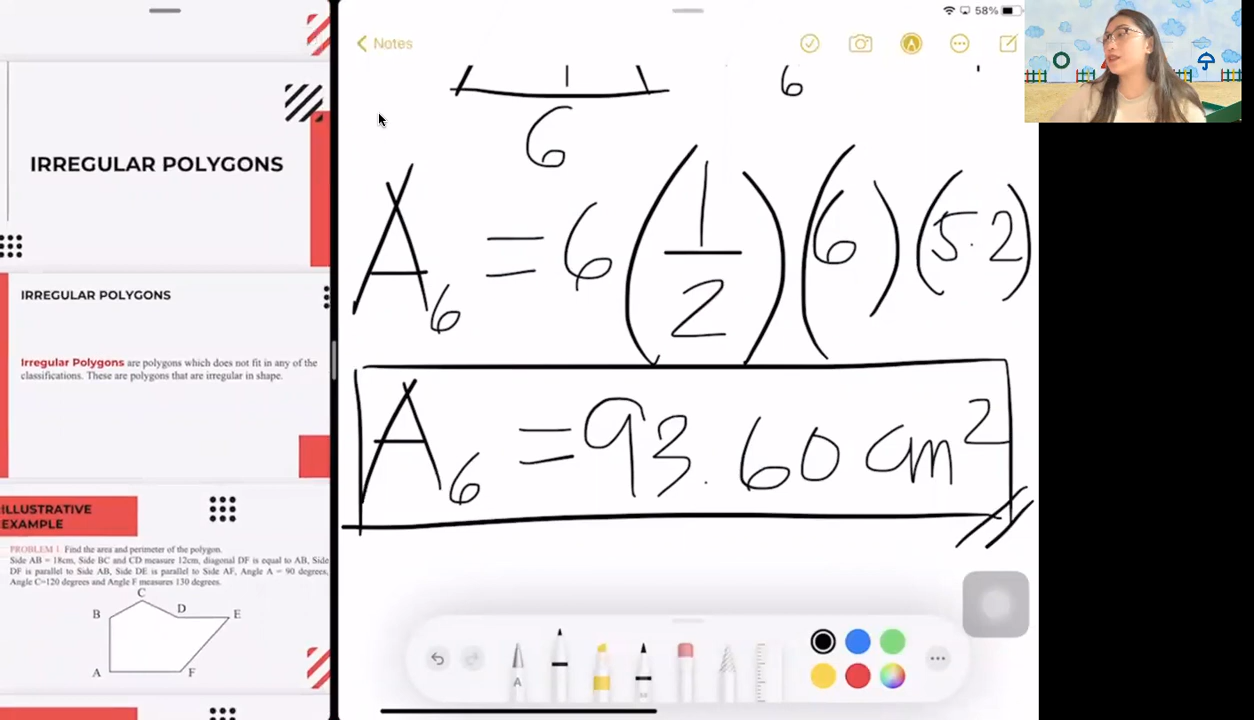 IRREGULAR POLYGONS
IRREGULAR POLYGONS
Irregular Polygons are polygons which does not fit in any of the
classifications. These are polygons that are irregular in shape.
ILLUSTRATIVE
EXAMPLE
PROBLEM 1 Find the area and perimeter of the polygon.
Side AB = 18cm, Side BC and CD measure 12cm, diagonal DF is equal to AB, Side
DF is parallel to Side AB, Side DE is parallel to Side AF, Angle A = 90 degrees,
Angle C=120 degrees and Angle F measures 130 degrees.
C
B D E
A F
58%
Notes
1 6
6
A6 = 6(1/2)(6)(5.2)
A6 = 93.60 cm²
A